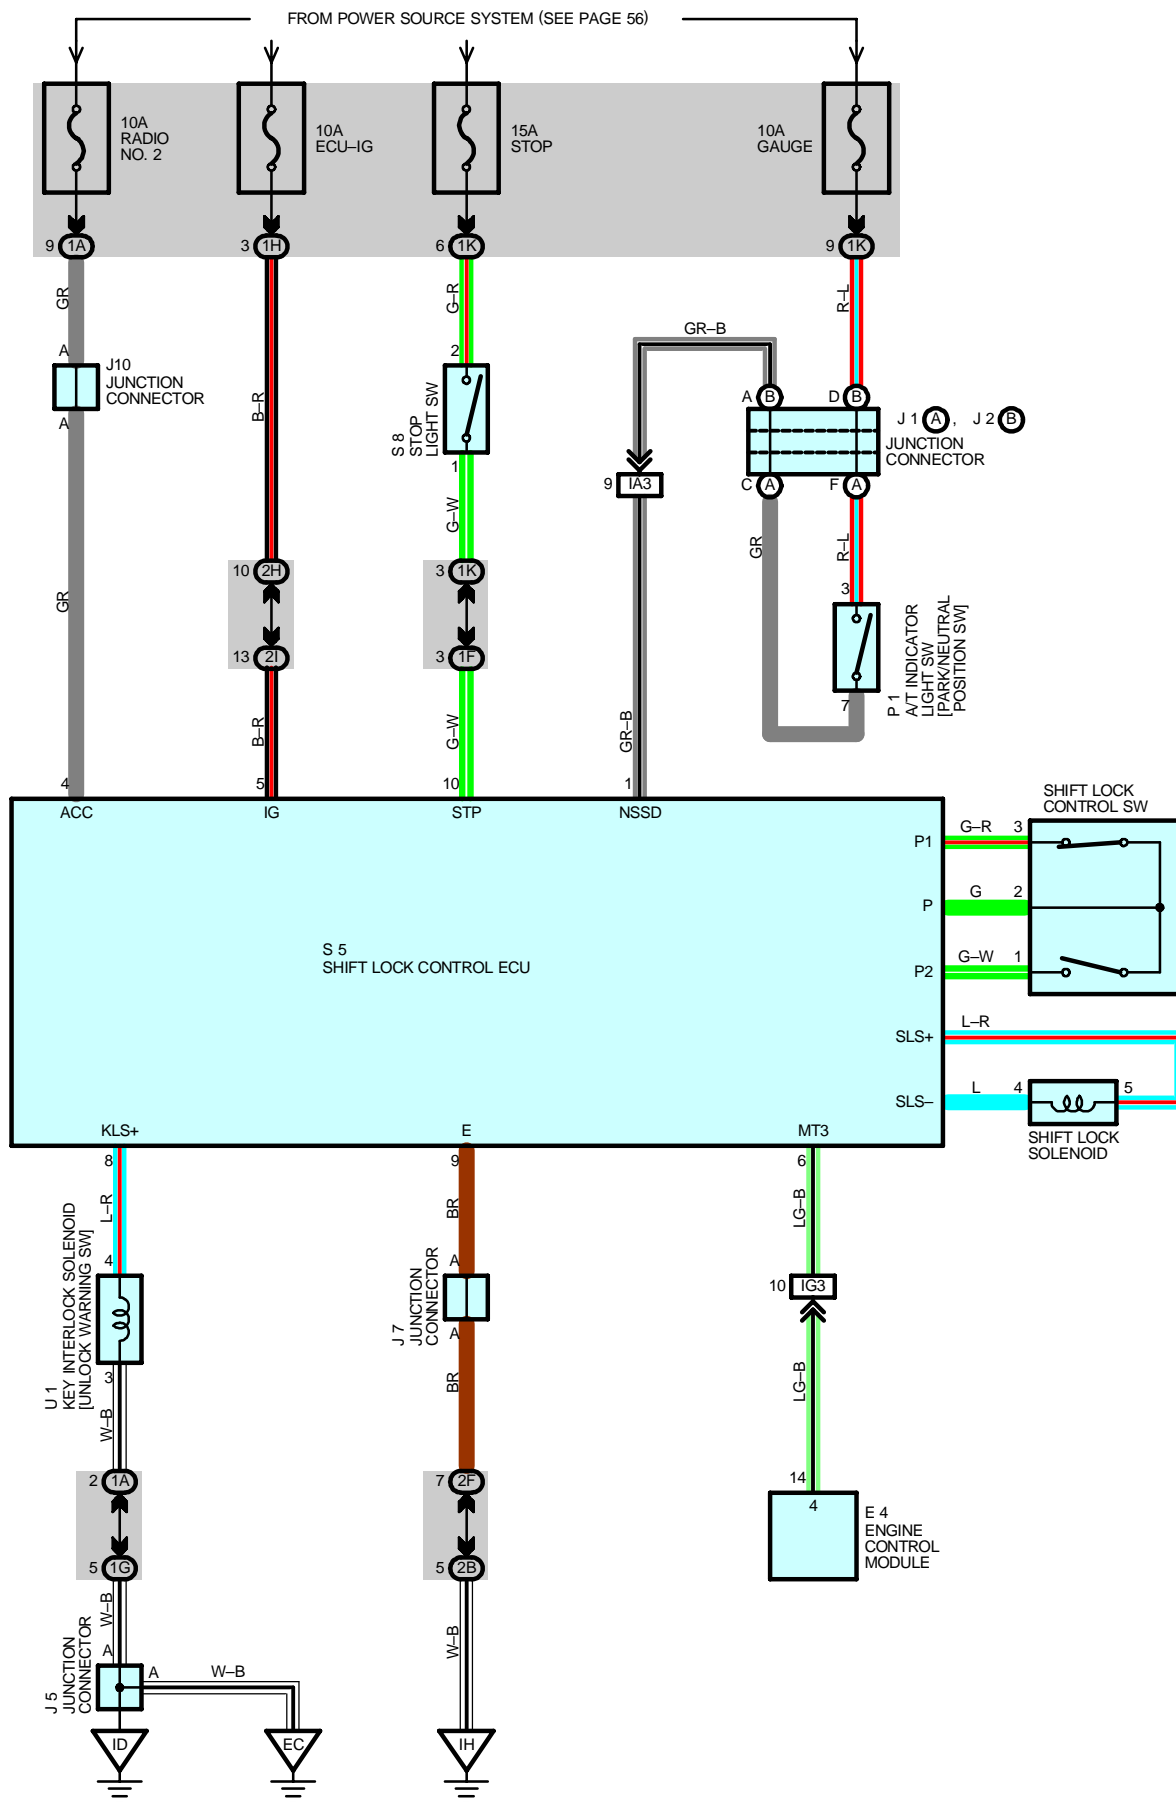 FROM POWER SOURCE SYSTEM (SEE PAGE 56)
10A
RADIO
NO. 2
10A
ECU–IG
15A
STOP
10A
GAUGE
9 1A
3 1H
6 1K
9 1K
GR
G–R
R–L
GR–B
A
J10
JUNCTION
CONNECTOR
A
B–R
2
S 8
STOP
LIGHT SW
1
A B
D B
J 1 A , J 2 B
JUNCTION
CONNECTOR
C A
F A
9 IA3
G–W
GR
R–L
10 2H
3 1K
GR
3
P 1
A/T INDICATOR
LIGHT SW
[PARK/NEUTRAL
POSITION SW]
7
13 2I
3 1F
B–R
G–W
GR–B
4
5
10
1
ACC
IG
STP
NSSD
SHIFT LOCK
CONTROL SW
P1
G–R 3
P
G 2
P2
G–W 1
S 5
SHIFT LOCK CONTROL ECU
SLS+
L–R
SLS–
L 4
5
SHIFT LOCK
SOLENOID
KLS+
E
MT3
8
9
6
L–R
BR
LG–B
4
U 1
KEY INTERLOCK SOLENOID
[UNLOCK WARNING SW]
3
A
J 7
JUNCTION
CONNECTOR
A
10 IG3
W–B
BR
LG–B
2 1A
7 2F
14
4
E 4
ENGINE
CONTROL
MODULE
5 1G
5 2B
W–B
W–B
A
J 5
JUNCTION
CONNECTOR
A
W–B
ID
EC
IH